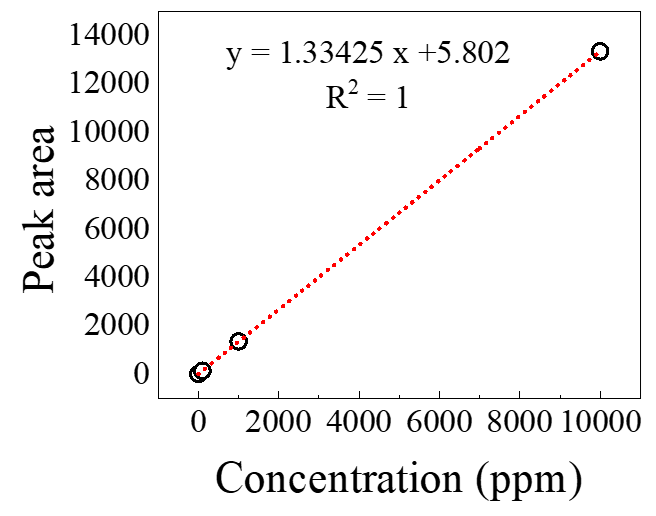 y = 1.33425 x +5.802
R² = 1
14000
12000
10000
8000
6000
4000
2000
0
Peak area
0 2000 4000 6000 8000 10000
Concentration (ppm)